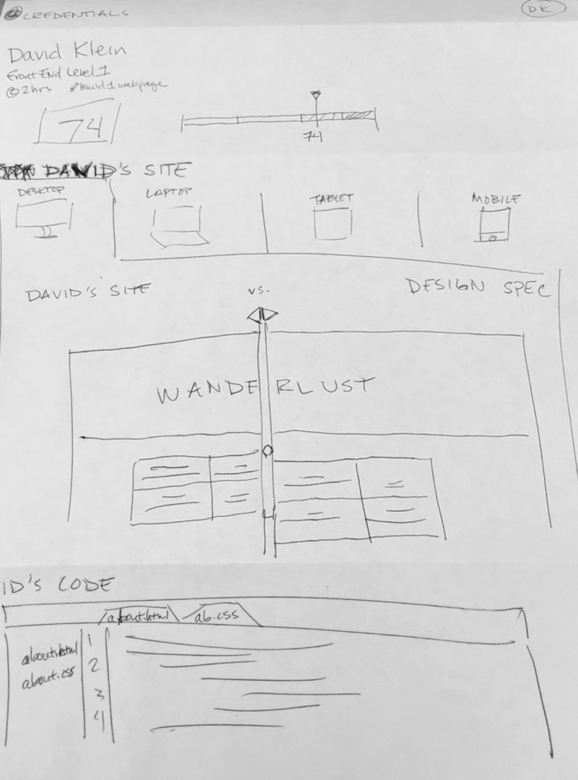 @CREDENTIALS
DK
David Klein
Front End Level 1
@2hrs #build1webpage
74
74
DAVID'S SITE
DESKTOP
LAPTOP
TABLET
MOBILE
DAVID'S SITE
vs.
DESIGN SPEC
WANDERLUST
ID'S CODE
about.html
ab.css
about.html
about.css
1
2
3
4